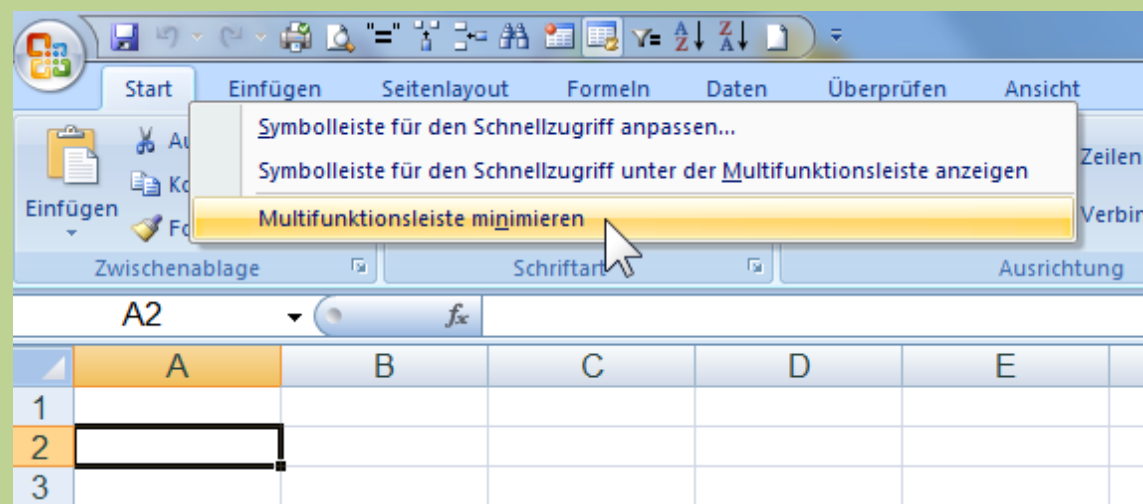 "="
Start Einfügen Seitenlayout Formeln Daten Überprüfen Ansicht
Symbolleiste für den Schnellzugriff anpassen...
Symbolleiste für den Schnellzugriff unter der Multifunktionsleiste anzeigen
Multifunktionsleiste minimieren
Einfügen
Zeilen
Zwischenablage Schriftart Ausrichtung
A2 fx
A B C D E
1
2
3